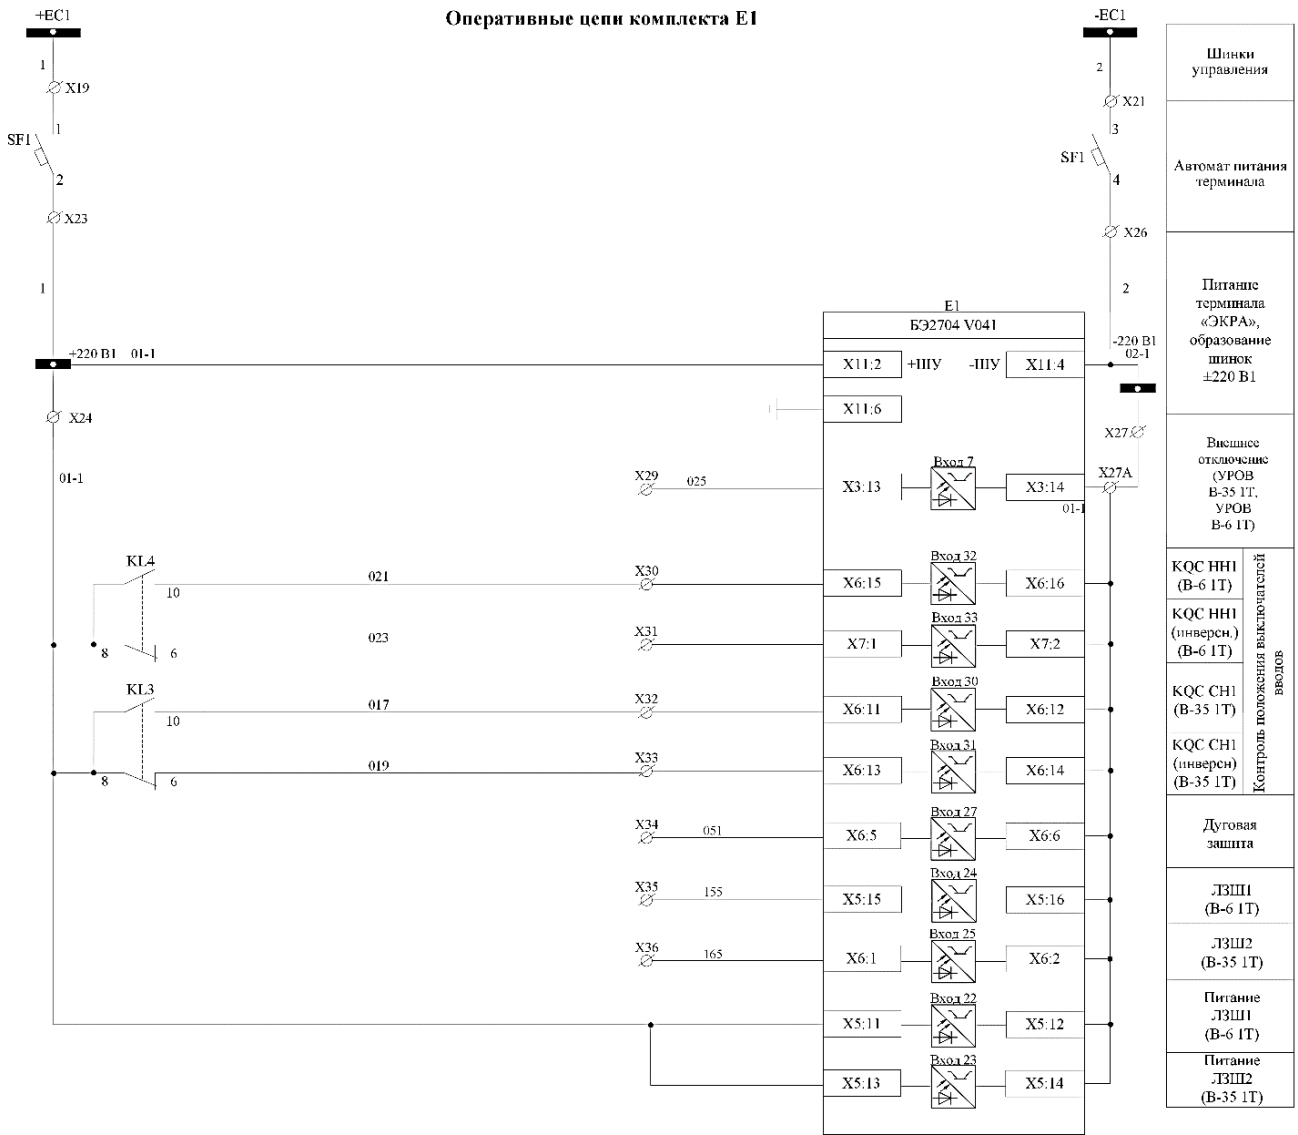 Оперативные цепи комплекта Е1
+ЕС1
-ЕС1
Шинки
управления
1
2
X19
X21
1
3
SF1
SF1
2
4
Автомат питания
терминала
X23
X26
1
2
E1
БЭ2704 V041
Питание
терминала
«ЭКРА»,
образование
шинок
±220 В1
+220 В1
01-1
-220 В1
02-1
X11:2
+ШУ
-ШУ
X11:4
X11:6
X24
X27
X27A
01-1
X29
025
X3:13
Вход 7
X3:14
01-1
Внешнее
отключение
(УРОВ
В-35 1Т,
УРОВ
В-6 1Т)
KL4
10
021
X30
X6:15
Вход 32
X6:16
KQC HH1
(В-6 1Т)
8
6
023
X31
X7:1
Вход 33
X7:2
KQC HH1
(инверсн.)
(В-6 1Т)
KL3
10
017
X32
X6:11
Вход 30
X6:12
KQC CH1
(В-35 1Т)
8
6
019
X33
X6:13
Вход 31
X6:14
KQC CH1
(инверсн)
(В-35 1Т)
Контроль положения выключателей
вводов
X34
051
X6:5
Вход 27
X6:6
Дуговая
защита
X35
155
X5:15
Вход 24
X5:16
ЛЗШ1
(В-6 1Т)
X36
165
X6:1
Вход 25
X6:2
ЛЗШ2
(В-35 1Т)
X5:11
Вход 22
X5:12
Питание
ЛЗШ1
(В-6 1Т)
X5:13
Вход 23
X5:14
Питание
ЛЗШ2
(В-35 1Т)